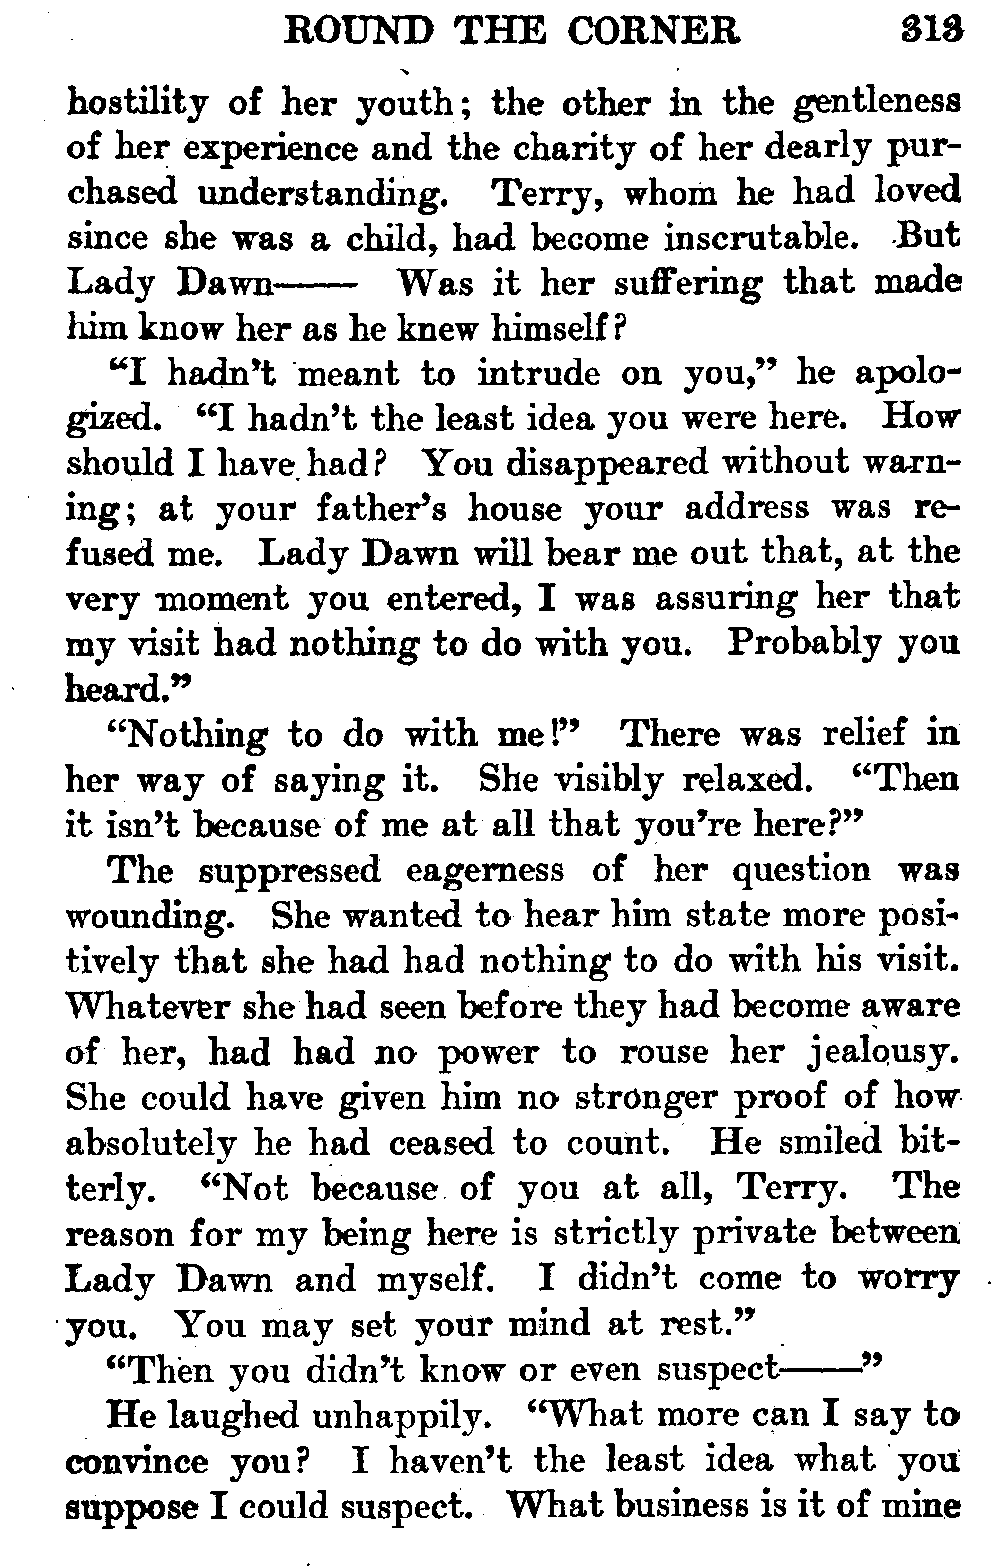 ROUND THE CORNER 313
hostility of her youth; the other in the gentleness
of her experience and the charity of her dearly pur-
chased understanding. Terry, whom he had loved
since she was a child, had become inscrutable. But
Lady Dawn—— Was it her suffering that made
him know her as he knew himself?
"I hadn't meant to intrude on you," he apolo-
gized. "I hadn't the least idea you were here. How
should I have had? You disappeared without warn-
ing; at your father's house your address was re-
fused me. Lady Dawn will bear me out that, at the
very moment you entered, I was assuring her that
my visit had nothing to do with you. Probably you
heard."
"Nothing to do with me!" There was relief in
her way of saying it. She visibly relaxed. "Then
it isn't because of me at all that you're here?"
The suppressed eagerness of her question was
wounding. She wanted to hear him state more posi-
tively that she had had nothing to do with his visit.
Whatever she had seen before they had become aware
of her, had had no power to rouse her jealousy.
She could have given him no stronger proof of how
absolutely he had ceased to count. He smiled bit-
terly. "Not because of you at all, Terry. The
reason for my being here is strictly private between
Lady Dawn and myself. I didn't come to worry
you. You may set your mind at rest."
"Then you didn't know or even suspect——"
He laughed unhappily. "What more can I say to
convince you? I haven't the least idea what you
suppose I could suspect. What business is it of mine